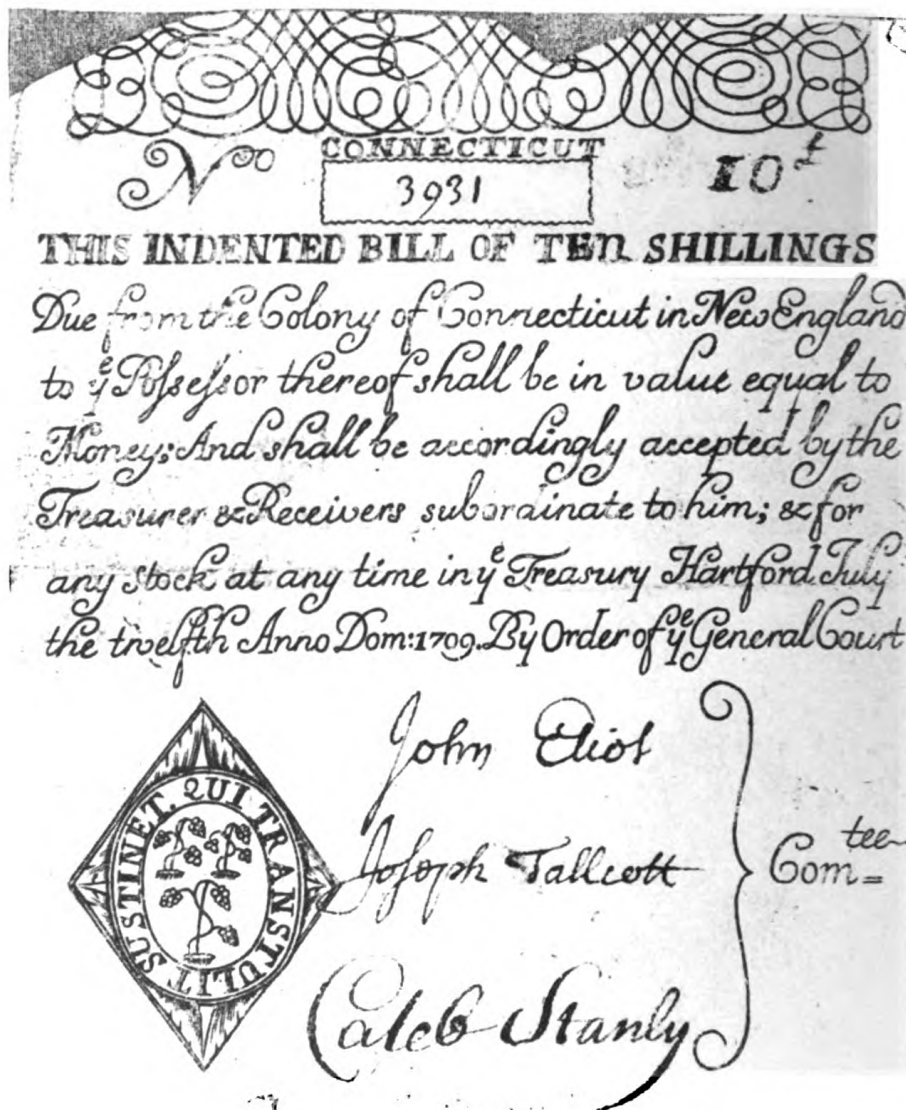 CONNECTICUT
No 3931 10s
THIS INDENTED BILL OF TEN SHILLINGS
Due from the Colony of Connecticut in New England
to yᵉ Poſseſsor thereof shall be in value equal to
Money; And shall be accordingly accepted by the
Treasurer & Receivers subordinate to him; & for
any Stock at any time in yᵉ Treasury Hartford July
the twelfth Anno Dom: 1709. By Order of yᵉ General Court
John Eliot
Joseph Tallcott
Com=tee
Caleb Stanly
SUSTINET. QUI TRANSTULIT